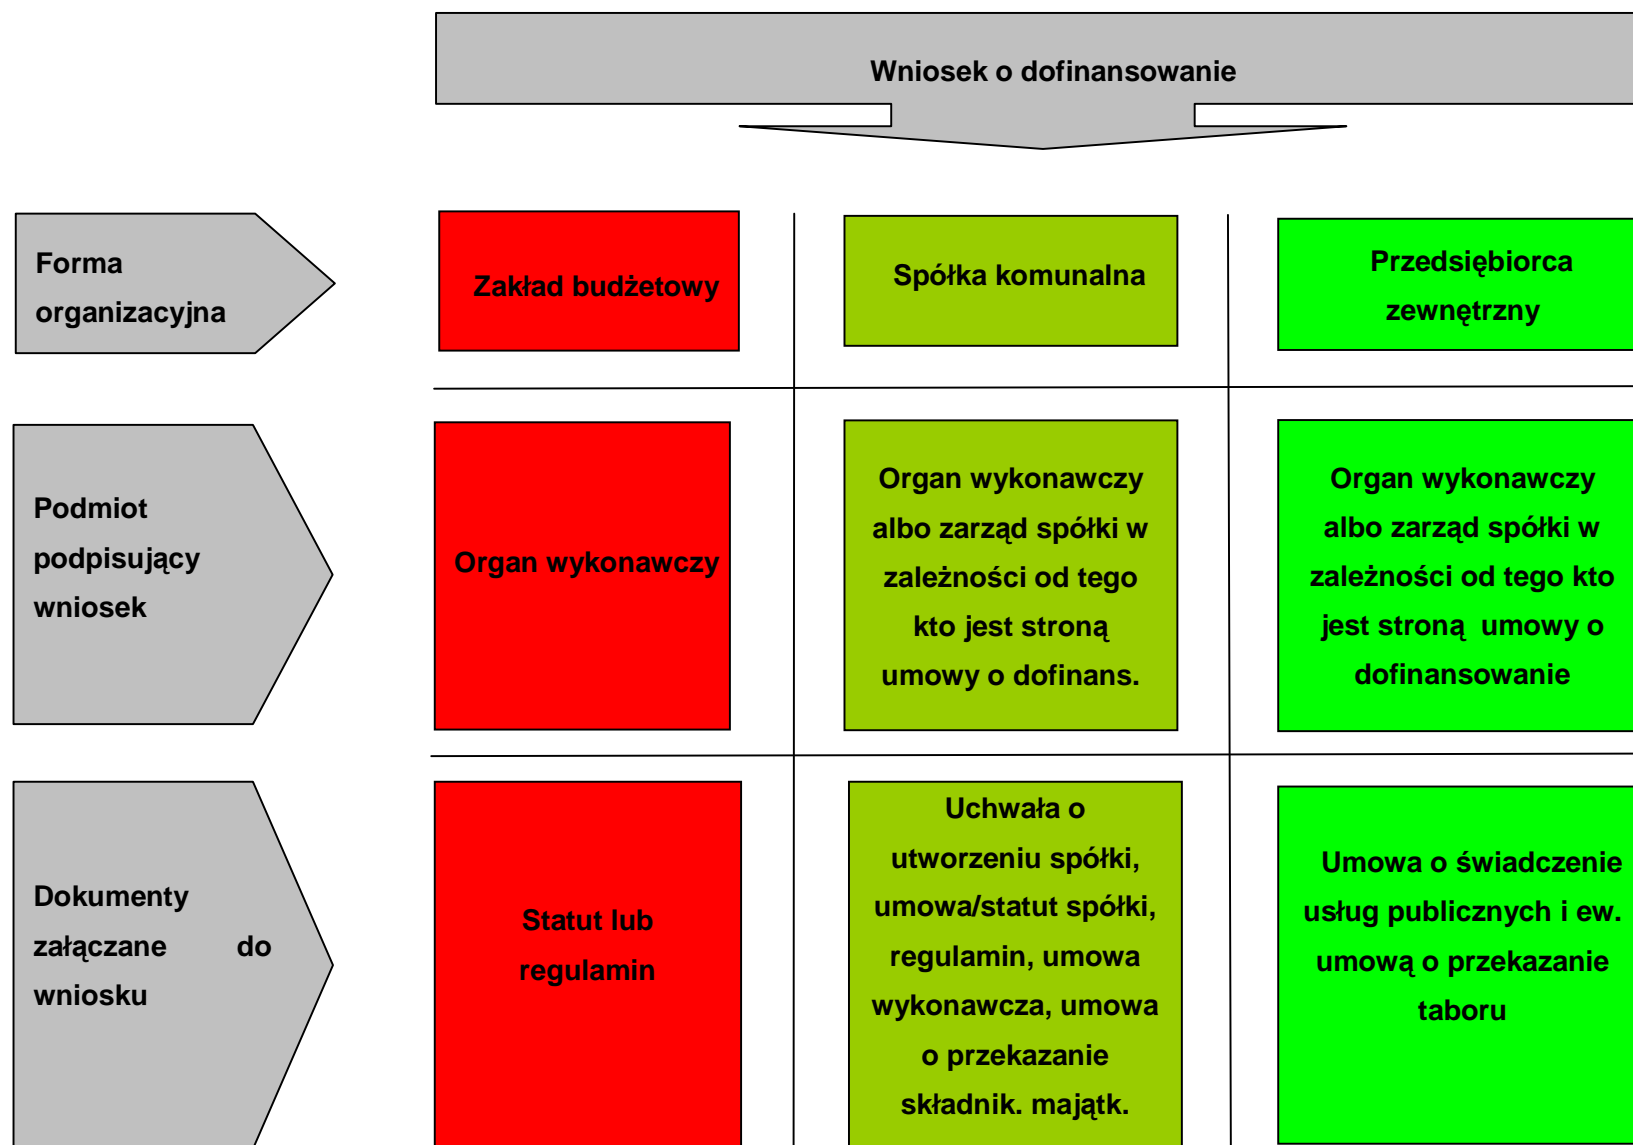 Wniosek o dofinansowanie
Forma
organizacyjna
Zakład budżetowy
Spółka komunalna
Przedsiębiorca
zewnętrzny
Podmiot
podpisujący
wniosek
Organ wykonawczy
Organ wykonawczy
albo zarząd spółki w
zależności od tego
kto jest stroną
umowy o dofinans.
Organ wykonawczy
albo zarząd spółki w
zależności od tego kto
jest stroną umowy o
dofinansowanie
Dokumenty
załączane do
wniosku
Statut lub
regulamin
Uchwała o
utworzeniu spółki,
umowa/statut spółki,
regulamin, umowa
wykonawcza, umowa
o przekazanie
składnik. majątk.
Umowa o świadczenie
usług publicznych i ew.
umową o przekazanie
taboru